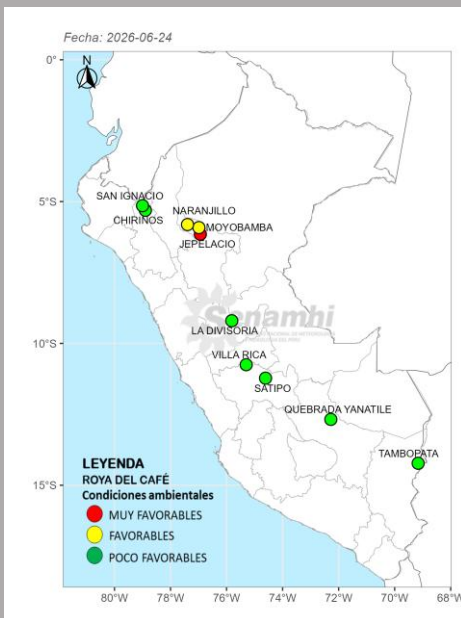 Fecha: 2026-06-24
N
0°
SAN IGNACIO
5°S
NARANJILLO
CHIRINOS
MOYOBAMBA
JEPELACIO
Senamhi
LA DIVISORIA
10°S
VILLA RICA
SATIPO
QUEBRADA YANATILE
TAMBOPATA
LEYENDA
15°S
ROYA DEL CAFÉ
Condiciones ambientales
MUY FAVORABLES
FAVORABLES
POCO FAVORABLES
80°W 78°W 76°W 74°W 72°W 70°W 68°W